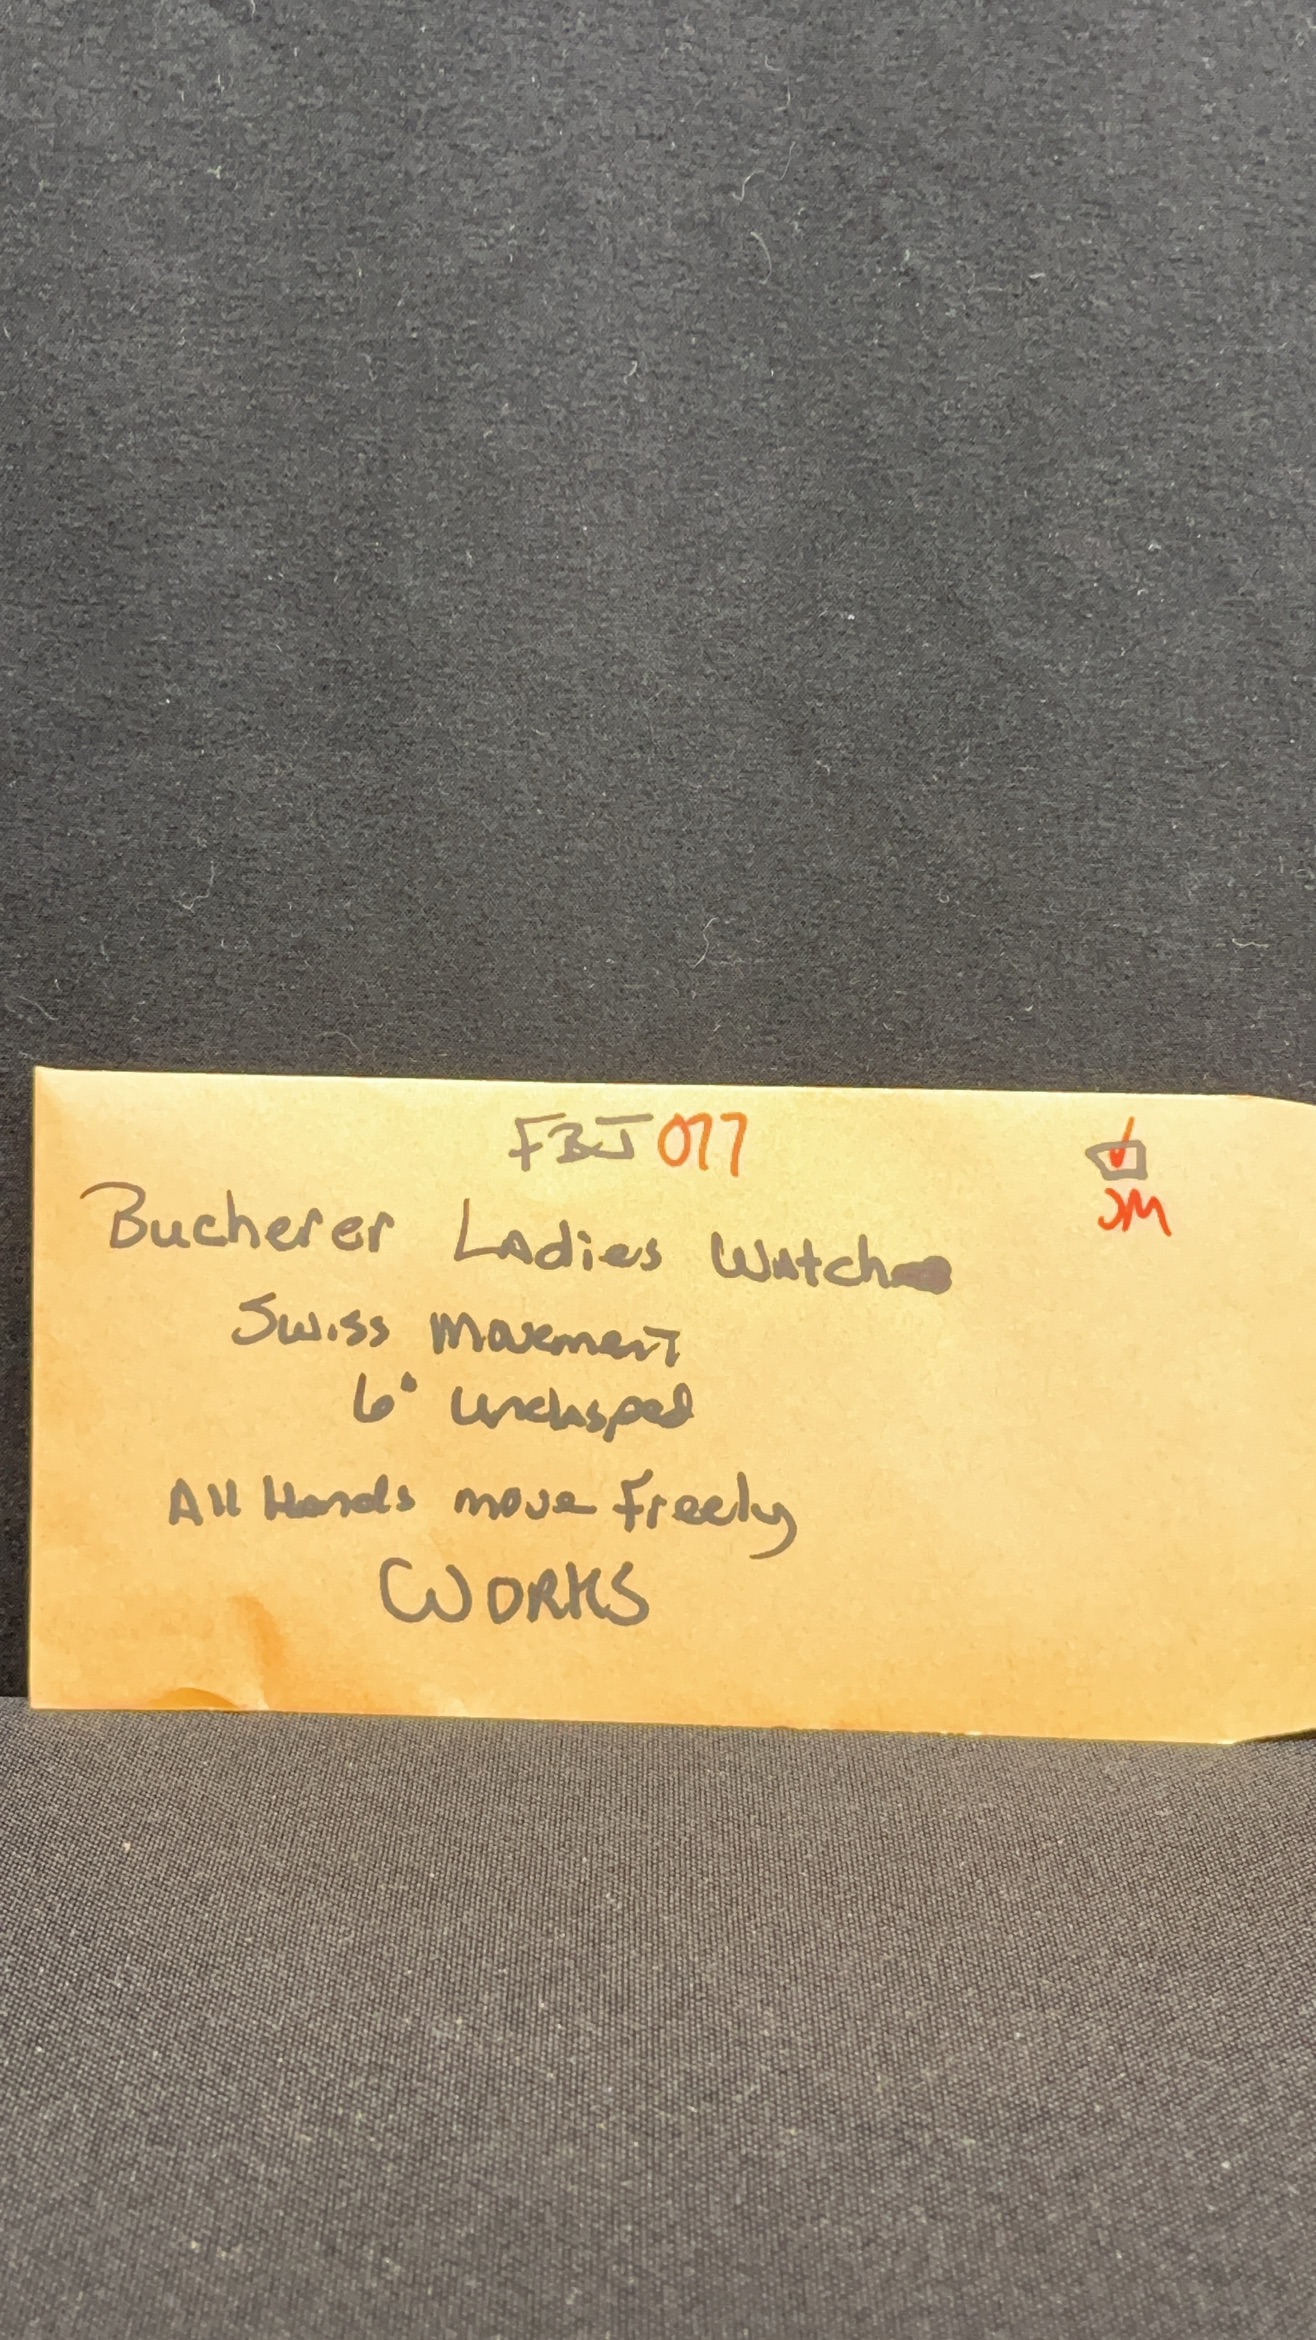 FBJ 077
JM
Bucherer Ladies Watch
Swiss Movement
6" Unclasped
All Hands move Freely
WORKS